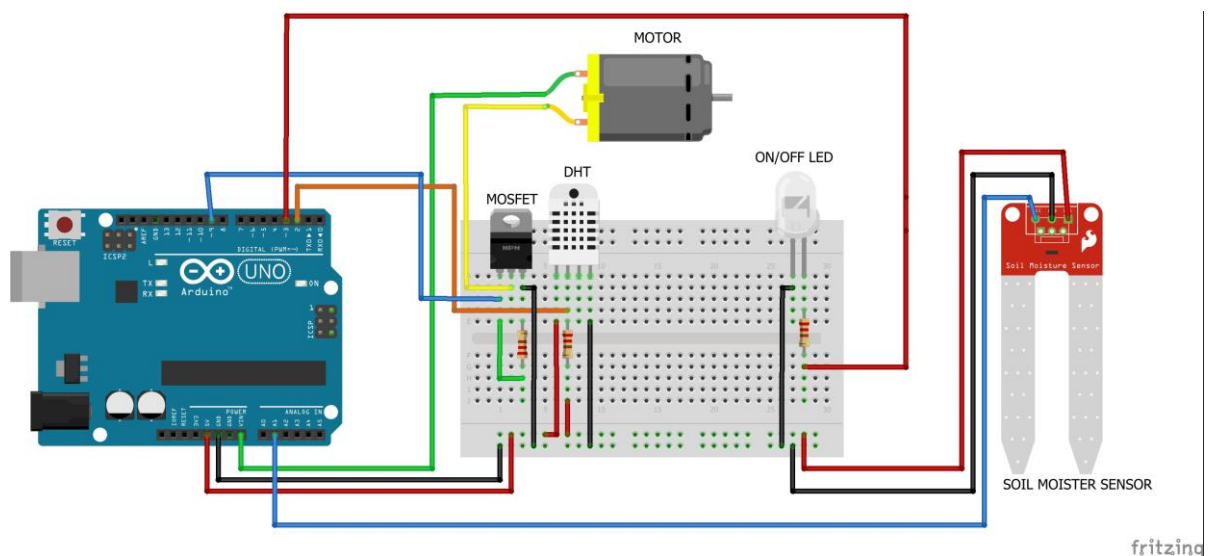 MOTOR
ON/OFF LED
DHT
MOSFET
RESET
ICSP2
AREF
GND
13
12
~11
~10
~9
8
7
~6
~5
4
~3
2
TX▸1
RX◂0
DIGITAL (PWM=~)
L
TX
RX
UNO
Arduino™
ON
ICSP
1
IOREF
RESET
3V3
5V
GND
GND
VIN
POWER
ANALOG IN
A0
A1
A2
A3
A4
A5
Soil Moisture Sensor
SOIL MOISTER SENSOR
fritzing